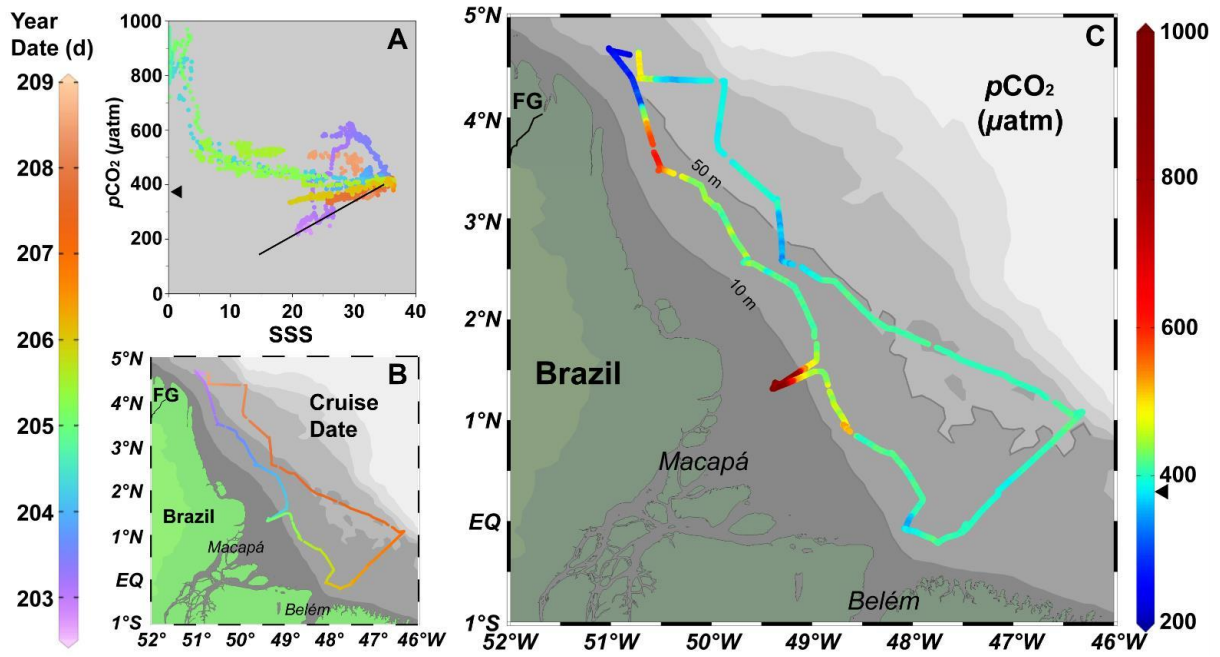 Year
Date (d)
209
208
207
206
205
204
203
A
pCO₂ (µatm)
1000
800
600
400
200
0
0
10
20
30
40
SSS
B
5°N
4°N
3°N
2°N
1°N
EQ
1°S
FG
Cruise
Date
Brazil
Macapá
Belém
52
51°W
50°W
49°W
48°W
47°W
46°W
C
5°N
4°N
3°N
2°N
1°N
EQ
1°S
FG
pCO₂
(µatm)
50 m
10 m
Brazil
Macapá
Belém
52°W
51°W
50°W
49°W
48°W
47°W
46°W
1000
800
600
400
200